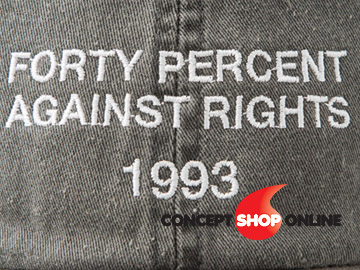 FORTY PERCENT
AGAINST RIGHTS
1993
CONCEPT SHOP ONLINE